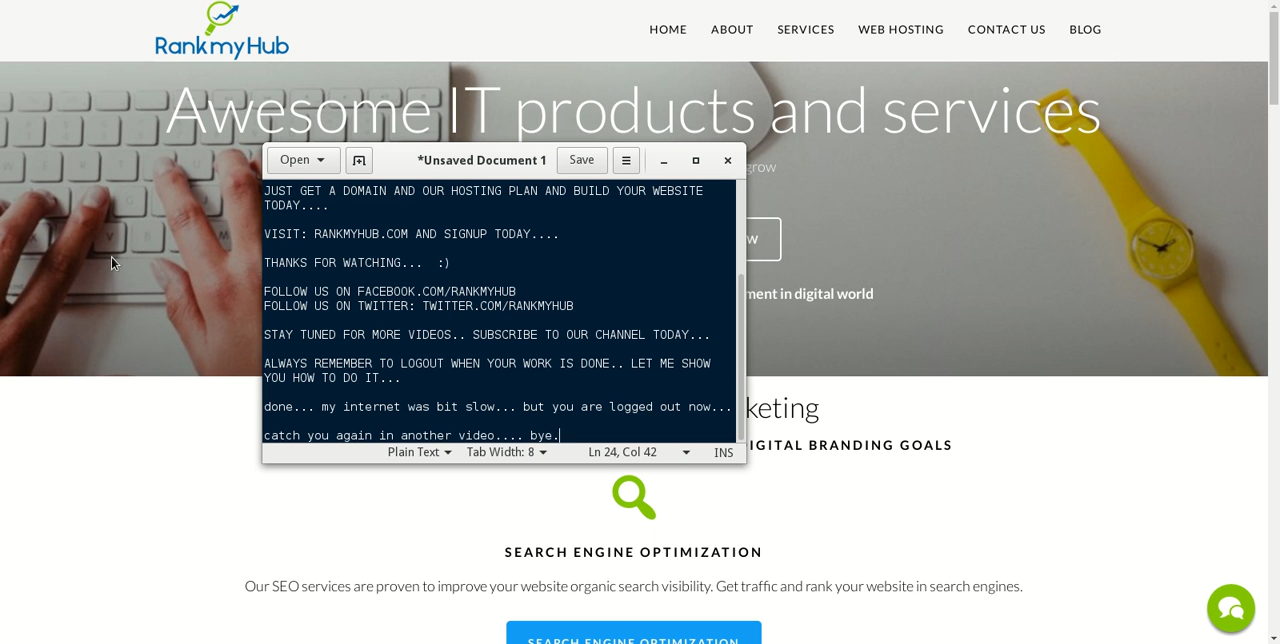 Rank my Hub
HOME ABOUT SERVICES WEB HOSTING CONTACT US BLOG
Awesome IT products and services
grow
W
ment in digital world
Open *Unsaved Document 1 Save
JUST GET A DOMAIN AND OUR HOSTING PLAN AND BUILD YOUR WEBSITE
TODAY....
VISIT: RANKMYHUB.COM AND SIGNUP TODAY....
THANKS FOR WATCHING...  :)
FOLLOW US ON FACEBOOK.COM/RANKMYHUB
FOLLOW US ON TWITTER: TWITTER.COM/RANKMYHUB
STAY TUNED FOR MORE VIDEOS.. SUBSCRIBE TO OUR CHANNEL TODAY...
ALWAYS REMEMBER TO LOGOUT WHEN YOUR WORK IS DONE.. LET ME SHOW
YOU HOW TO DO IT...
done... my internet was bit slow... but you are logged out now...
catch you again in another video.... bye.
Plain Text Tab Width: 8 Ln 24, Col 42 INS
keting
IGITAL BRANDING GOALS
SEARCH ENGINE OPTIMIZATION
Our SEO services are proven to improve your website organic search visibility. Get traffic and rank your website in search engines.
SEARCH ENGINE OPTIMIZATION